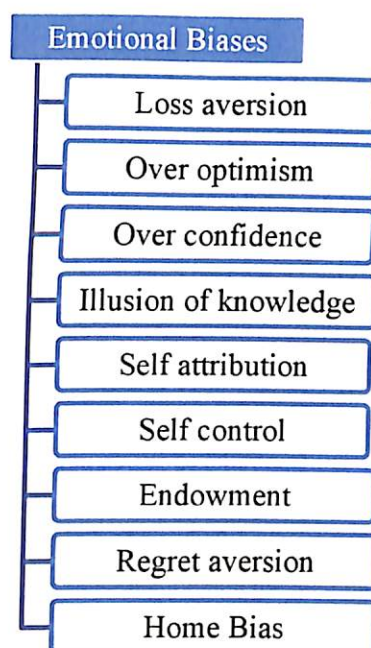 Emotional Biases
Loss aversion
Over optimism
Over confidence
Illusion of knowledge
Self attribution
Self control
Endowment
Regret aversion
Home Bias